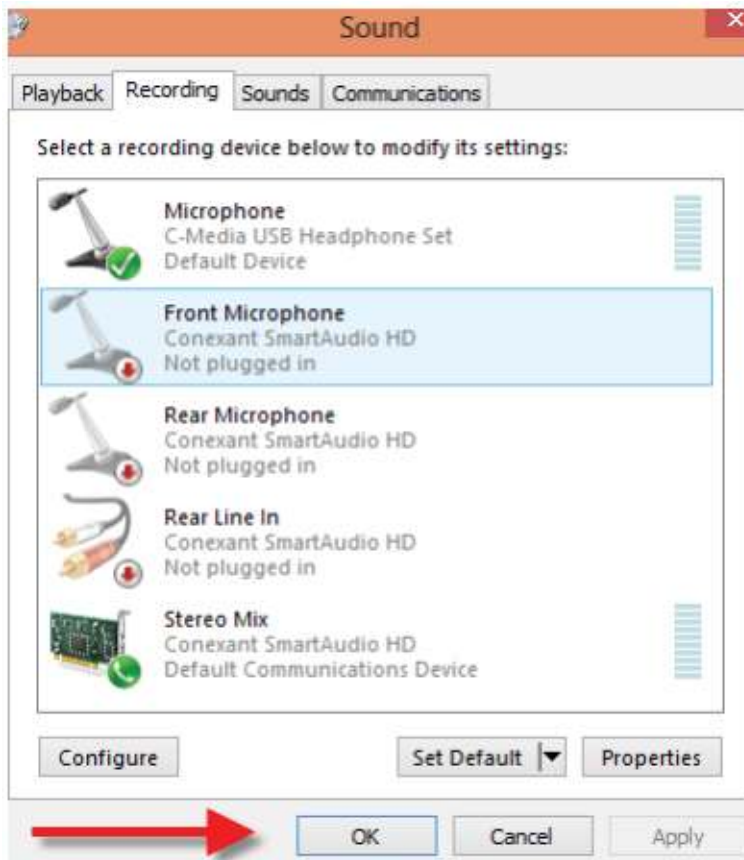 Sound
Playback Recording Sounds Communications
Select a recording device below to modify its settings:
Microphone
C-Media USB Headphone Set
Default Device
Front Microphone
Conexant SmartAudio HD
Not plugged in
Rear Microphone
Conexant SmartAudio HD
Not plugged in
Rear Line In
Conexant SmartAudio HD
Not plugged in
Stereo Mix
Conexant SmartAudio HD
Default Communications Device
Configure Set Default Properties
OK Cancel Apply